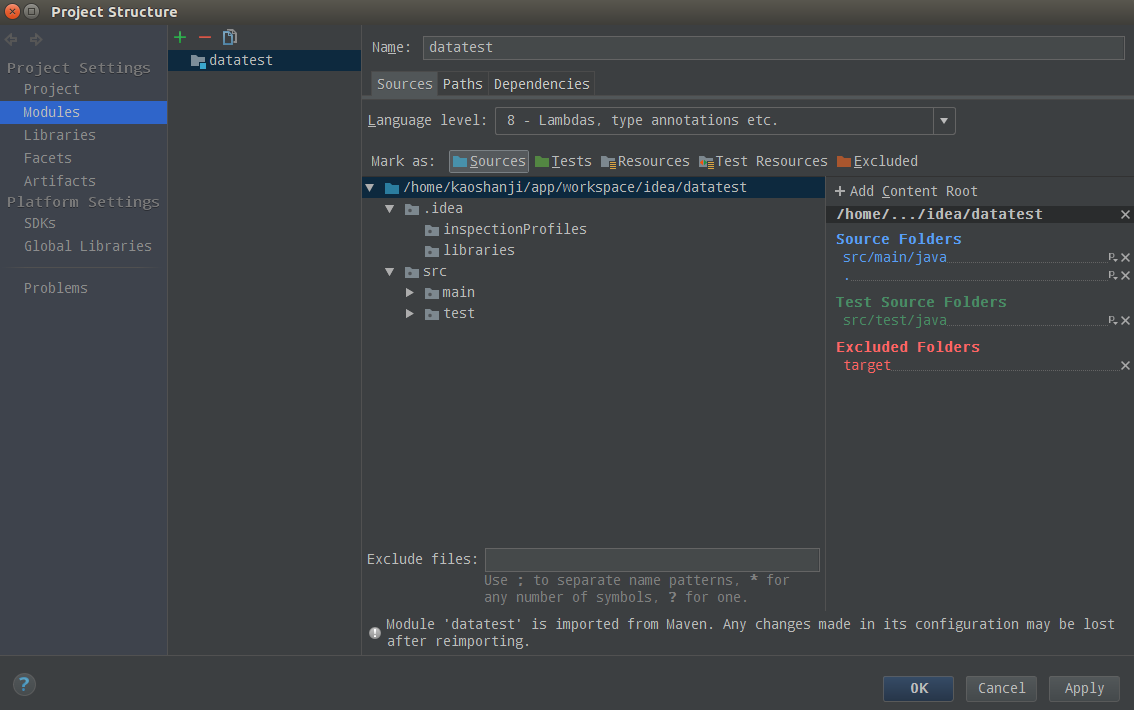 Project Structure
Project Settings
Project
Modules
Libraries
Facets
Artifacts
Platform Settings
SDKs
Global Libraries
Problems
datatest
Name: datatest
Sources Paths Dependencies
Language level: 8 - Lambdas, type annotations etc.
Mark as: Sources Tests Resources Test Resources Excluded
/home/kaoshanji/app/workspace/idea/datatest
.idea
inspectionProfiles
libraries
src
main
test
+ Add Content Root
/home/.../idea/datatest
Source Folders
src/main/java
.
Test Source Folders
src/test/java
Excluded Folders
target
Exclude files:
Use ; to separate name patterns, * for
any number of symbols, ? for one.
Module 'datatest' is imported from Maven. Any changes made in its configuration may be lost
after reimporting.
? OK Cancel Apply